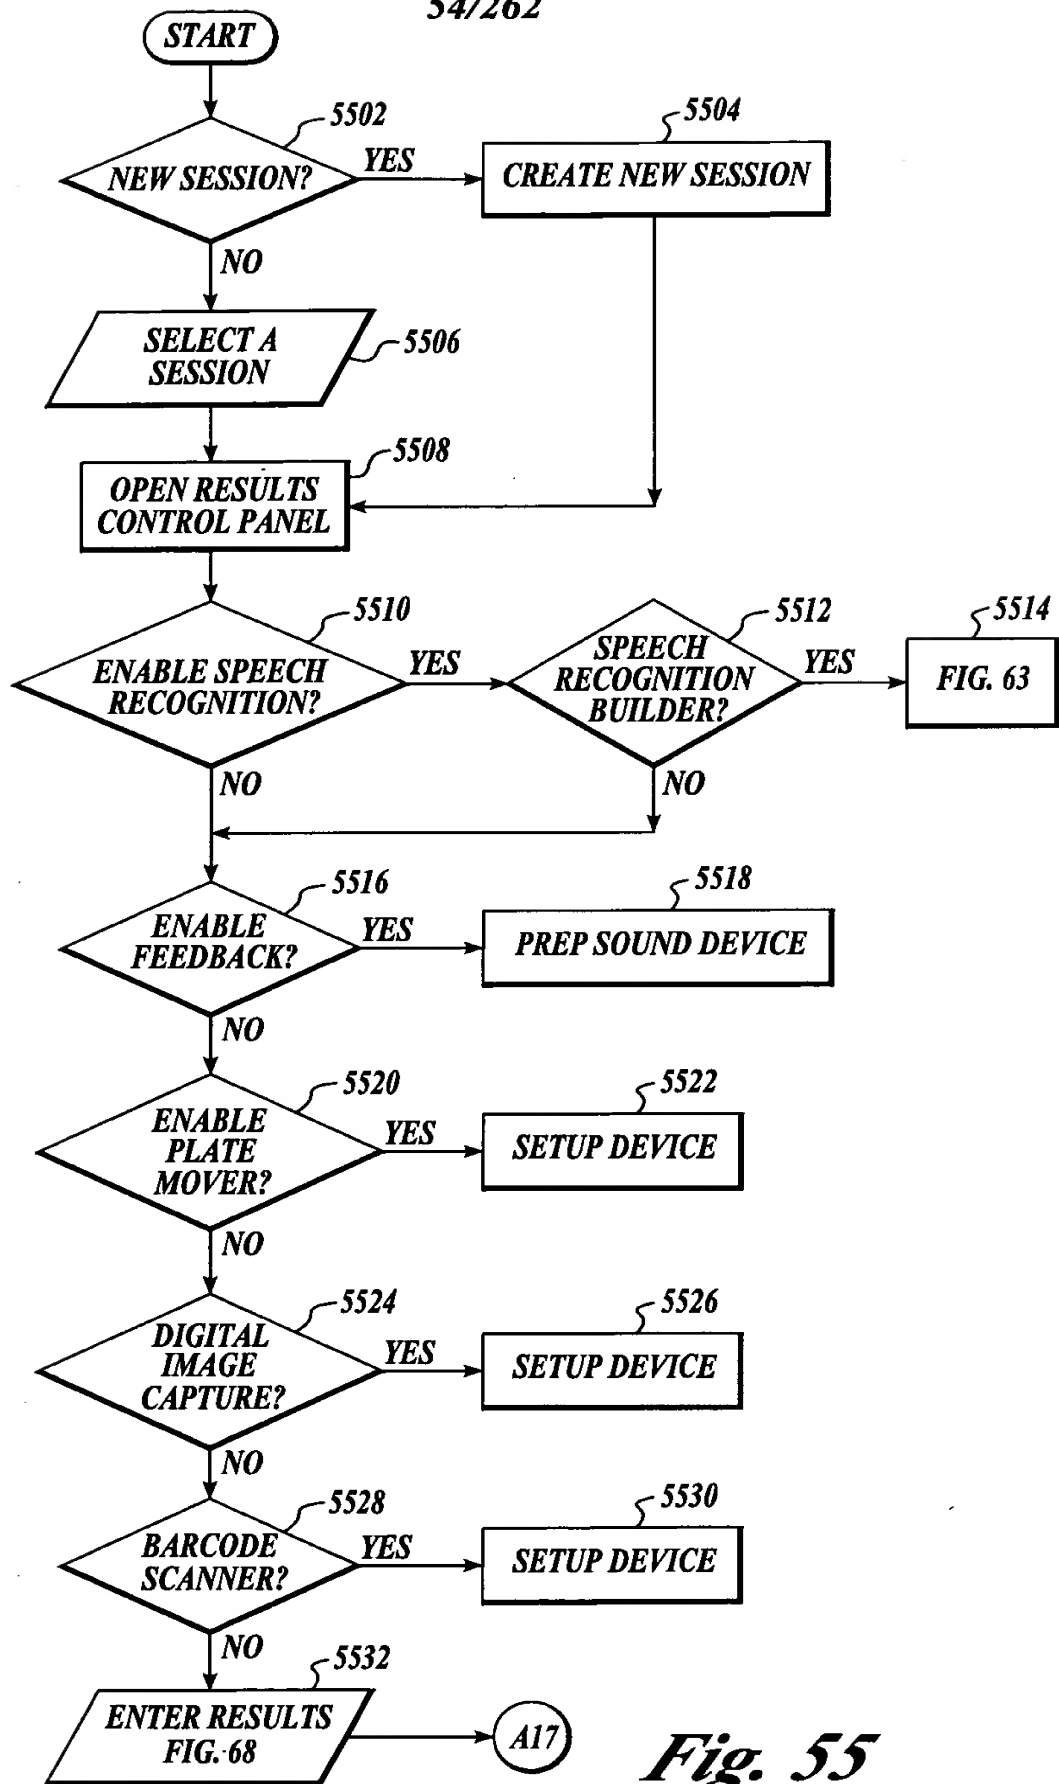 54/262
START
5502
NEW SESSION?
YES
5504
CREATE NEW SESSION
NO
SELECT A
SESSION
5506
5508
OPEN RESULTS
CONTROL PANEL
5510
ENABLE SPEECH
RECOGNITION?
YES
5512
SPEECH
RECOGNITION
BUILDER?
YES
5514
FIG. 63
NO
NO
5516
ENABLE
FEEDBACK?
YES
5518
PREP SOUND DEVICE
NO
5520
ENABLE
PLATE
MOVER?
YES
5522
SETUP DEVICE
NO
5524
DIGITAL
IMAGE
CAPTURE?
YES
5526
SETUP DEVICE
NO
5528
BARCODE
SCANNER?
YES
5530
SETUP DEVICE
NO
5532
ENTER RESULTS
FIG. 68
A17
Fig. 55